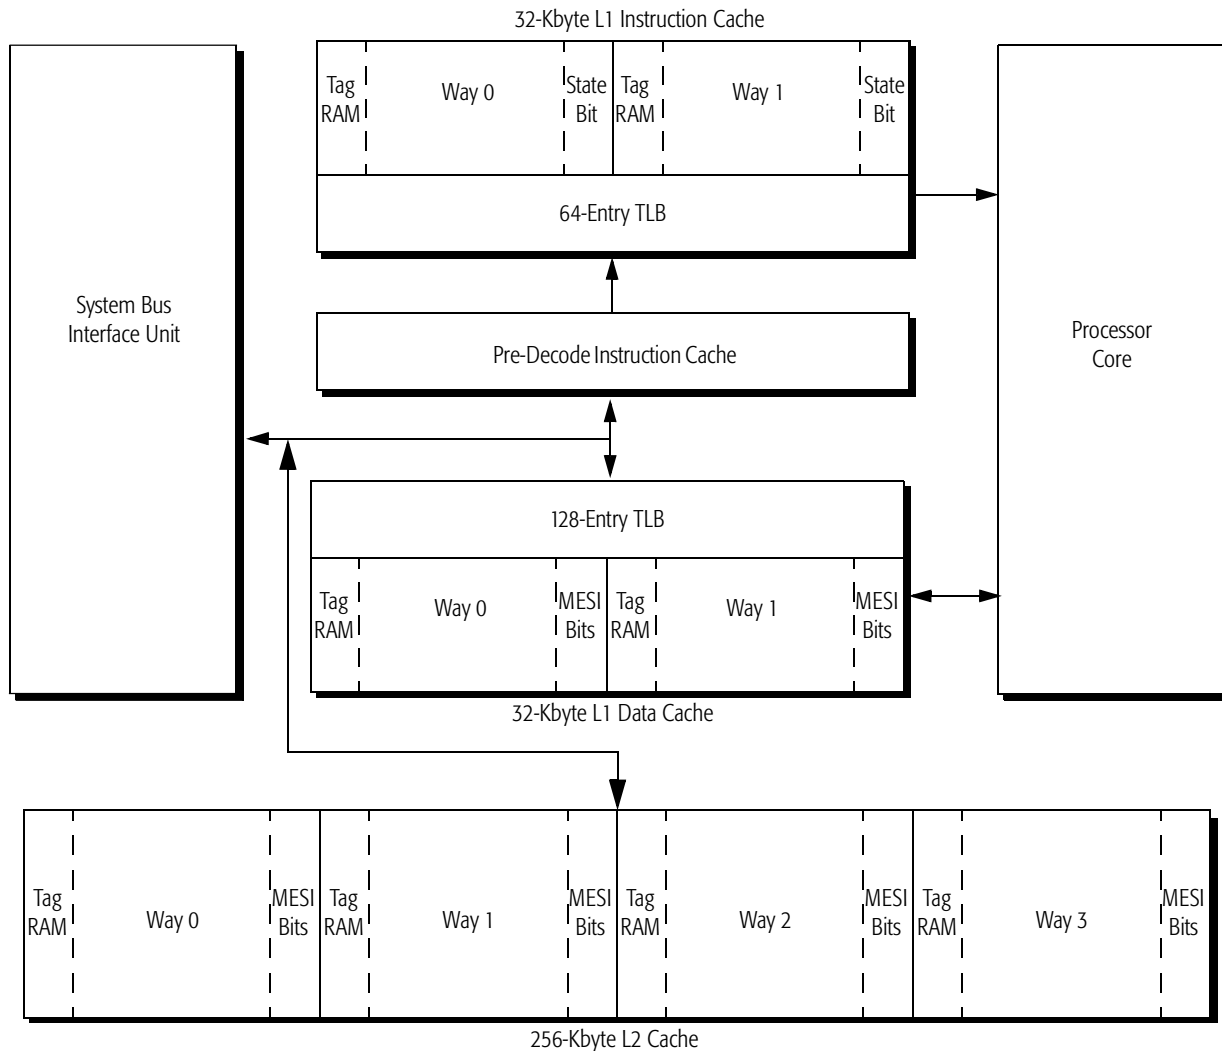 32-Kbyte L1 Instruction Cache
Tag
RAM
Way 0
State
Bit
Tag
RAM
Way 1
State
Bit
64-Entry TLB
System Bus
Interface Unit
Pre-Decode Instruction Cache
Processor
Core
128-Entry TLB
Tag
RAM
Way 0
MESI
Bits
Tag
RAM
Way 1
MESI
Bits
32-Kbyte L1 Data Cache
Tag
RAM
Way 0
MESI
Bits
Tag
RAM
Way 1
MESI
Bits
Tag
RAM
Way 2
MESI
Bits
Tag
RAM
Way 3
MESI
Bits
256-Kbyte L2 Cache